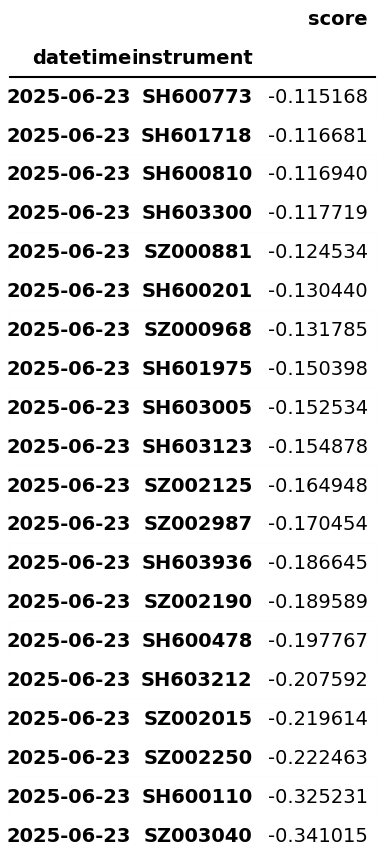 score
datetime instrument
2025-06-23 SH600773 -0.115168
2025-06-23 SH601718 -0.116681
2025-06-23 SH600810 -0.116940
2025-06-23 SH603300 -0.117719
2025-06-23 SZ000881 -0.124534
2025-06-23 SH600201 -0.130440
2025-06-23 SZ000968 -0.131785
2025-06-23 SH601975 -0.150398
2025-06-23 SH603005 -0.152534
2025-06-23 SH603123 -0.154878
2025-06-23 SZ002125 -0.164948
2025-06-23 SZ002987 -0.170454
2025-06-23 SH603936 -0.186645
2025-06-23 SZ002190 -0.189589
2025-06-23 SH600478 -0.197767
2025-06-23 SH603212 -0.207592
2025-06-23 SZ002015 -0.219614
2025-06-23 SZ002250 -0.222463
2025-06-23 SH600110 -0.325231
2025-06-23 SZ003040 -0.341015